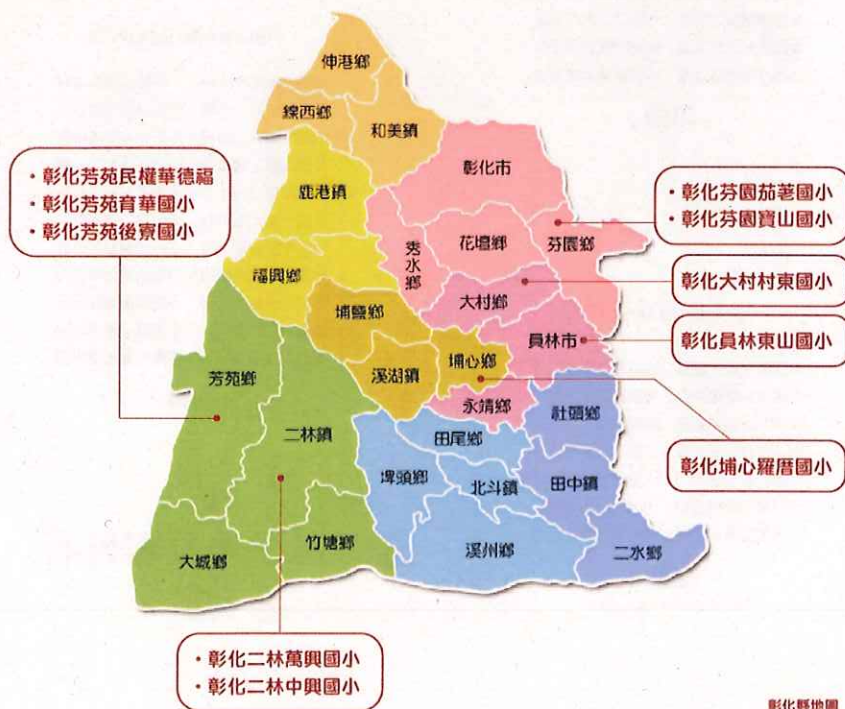 伸港鄉
線西鄉
和美鎮
彰化市
・彰化芳苑民權華德福
・彰化芳苑育華國小
・彰化芳苑後寮國小
鹿港鎮
・彰化芬園茄荖國小
・彰化芬園寶山國小
秀水鄉
花壇鄉
芬園鄉
福興鄉
大村鄉
彰化大村村東國小
埔鹽鄉
員林市
彰化員林東山國小
芳苑鄉
溪湖鎮
埔心鄉
永靖鄉
社頭鄉
二林鎮
田尾鄉
彰化埔心羅厝國小
埤頭鄉
北斗鎮
田中鎮
大城鄉
竹塘鄉
溪州鄉
二水鄉
・彰化二林萬興國小
・彰化二林中興國小
彰化縣地圖